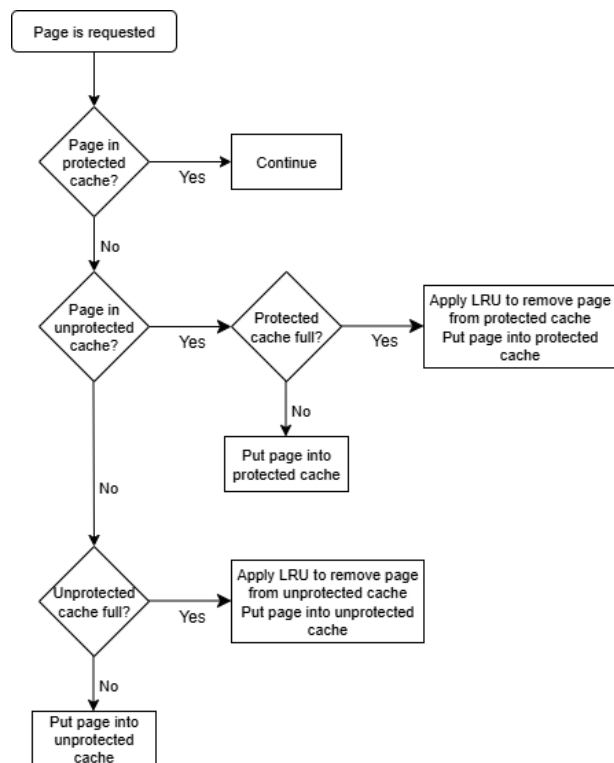 Page is requested
Page in
protected
cache?
Yes
Continue
No
Page in
unprotected
cache?
Yes
Protected
cache full?
Yes
Apply LRU to remove page
from protected cache
Put page into protected
cache
No
Put page into
protected cache
No
Unprotected
cache full?
Yes
Apply LRU to remove page
from unprotected cache
Put page into unprotected
cache
No
Put page into
unprotected
cache